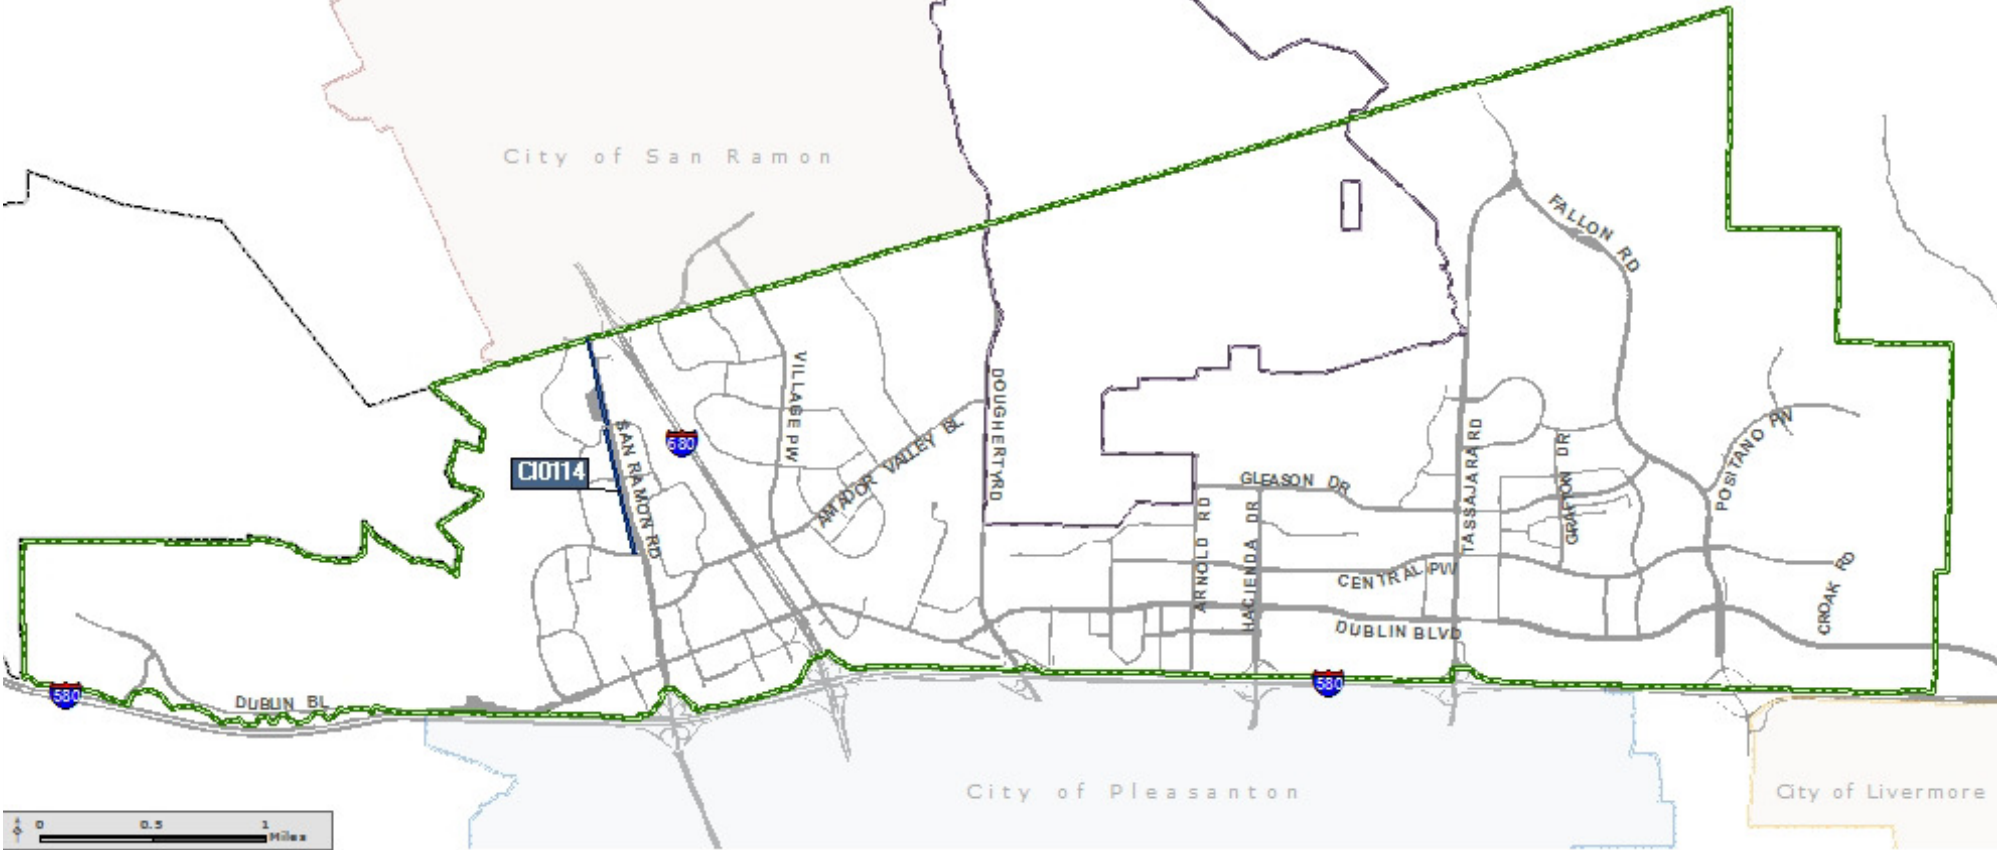 City of San Ramon
FALLON RD
VILLAGE PW
DOUGHERTY RD
580
SAN RAMON RD
CI0114
AMADOR VALLEY BL
POSITANO PW
TASSAJARA RD
GRAFTON DR
GLEASON DR
ARNOLD RD
HACIENDA DR
CENTRAL PW
CROAK RD
DUBLIN BLVD
580
580
DUBLIN BL
City of Pleasanton
City of Livermore
0 0.5 1
Miles